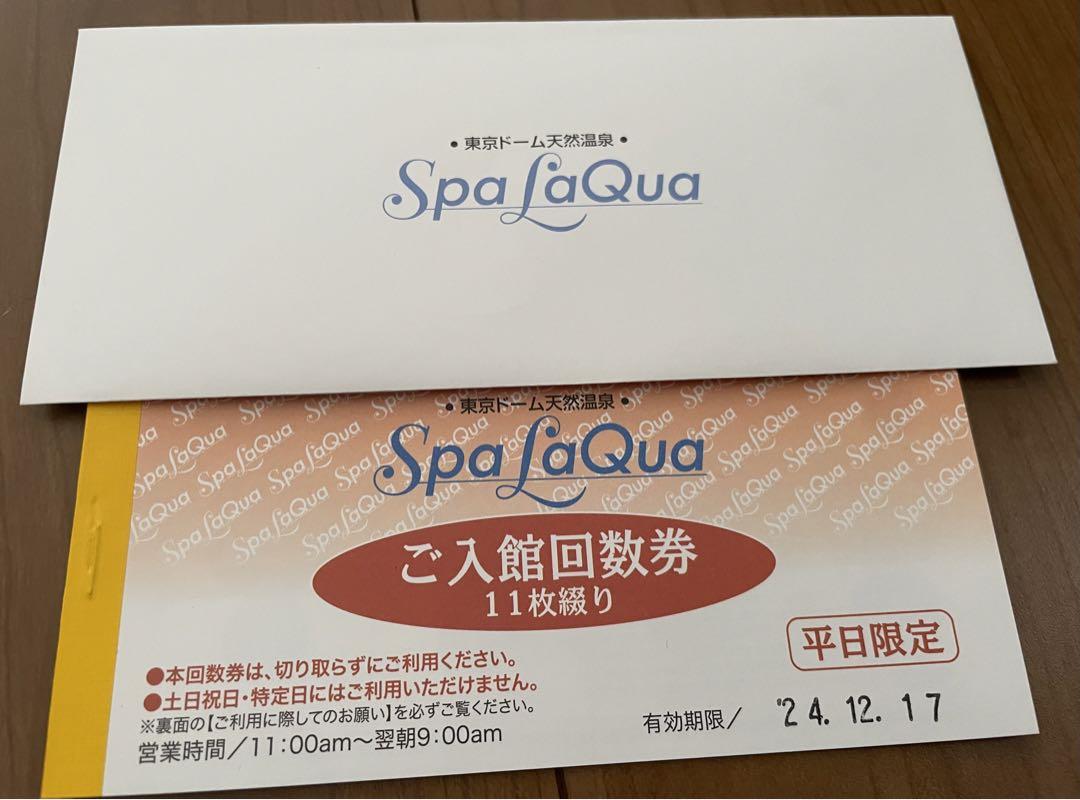 • 東京ドーム天然温泉 •
Spa LaQua
• 東京ドーム天然温泉 •
Spa LaQua
ご入館回数券
11枚綴り
平日限定
●本回数券は、切り取らずにご利用ください。
●土日祝日・特定日にはご利用いただけません。
※裏面の【ご利用に際してのお願い】を必ずご覧ください。
営業時間／11:00am～翌朝9:00am
有効期限／ '24.12.17